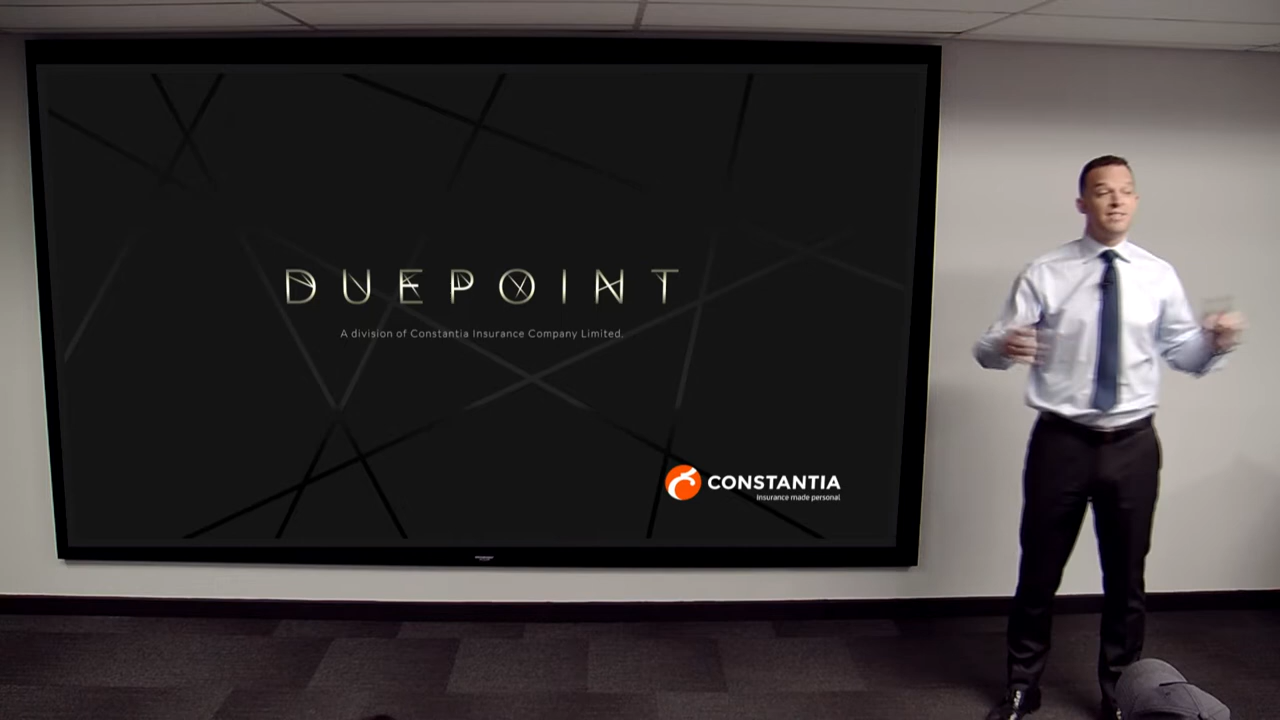 DUEPOINT
A division of Constantia Insurance Company Limited.
CONSTANTIA
Insurance made personal